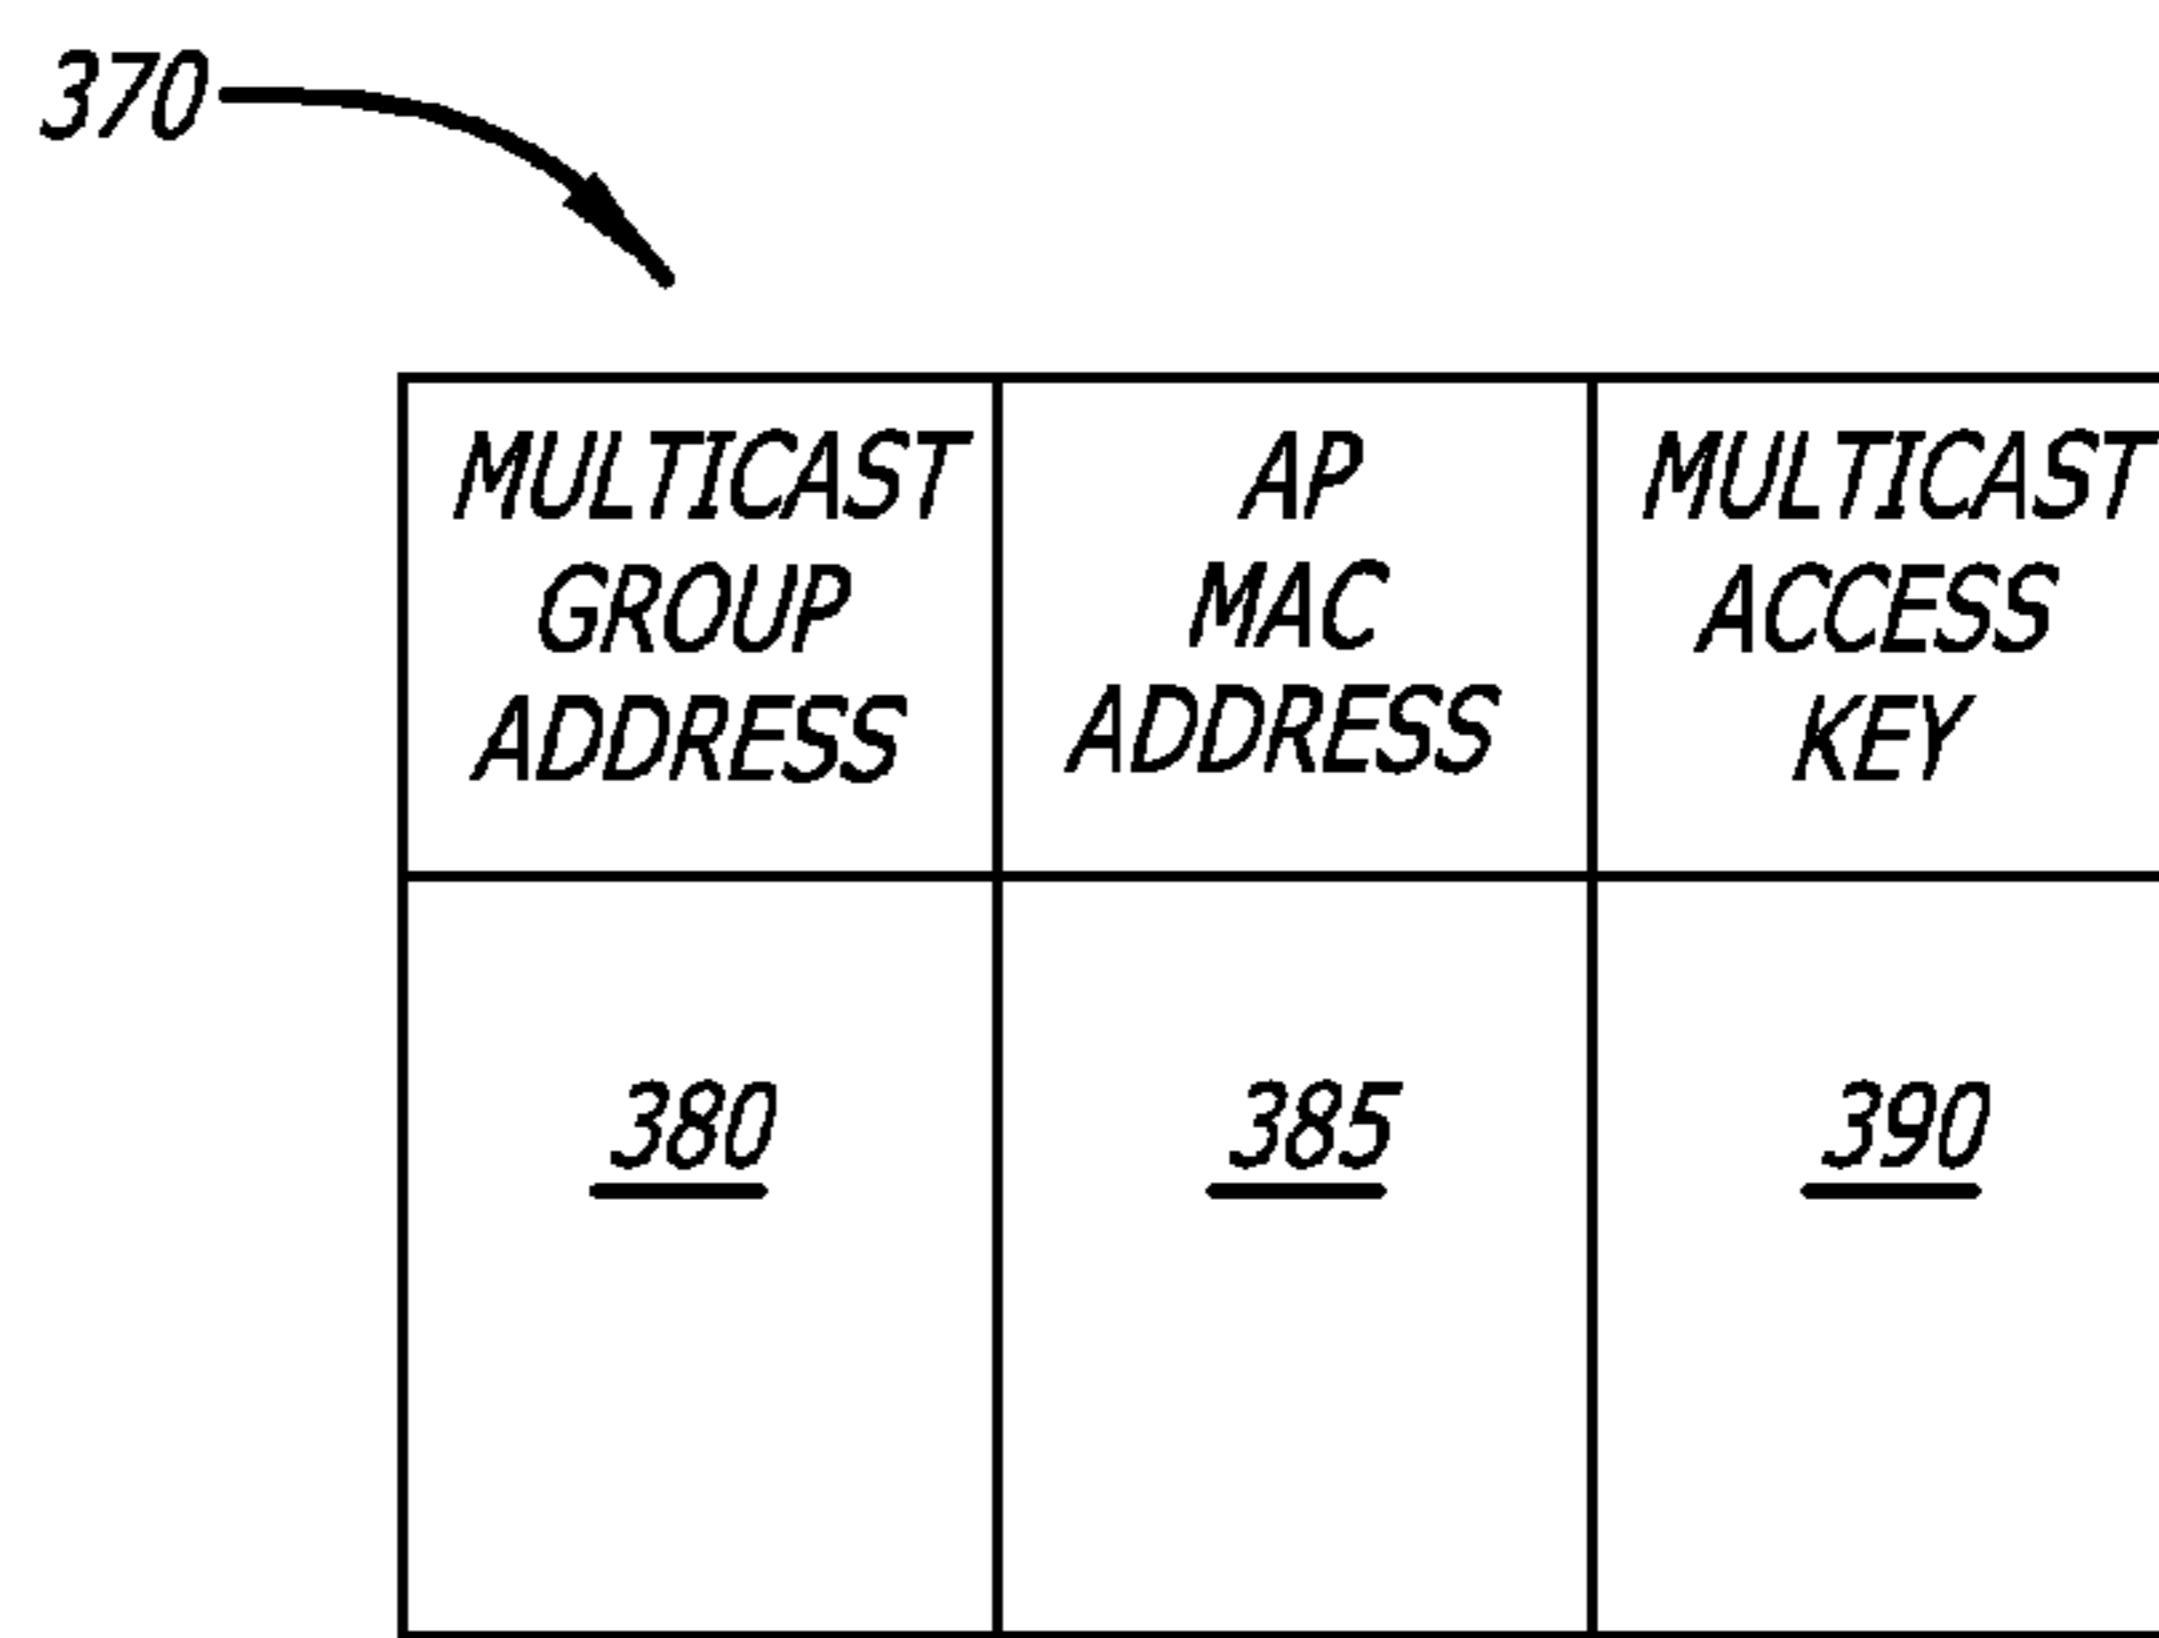 370
MULTICAST
GROUP
ADDRESS
AP
MAC
ADDRESS
MULTICAST
ACCESS
KEY
380
385
390